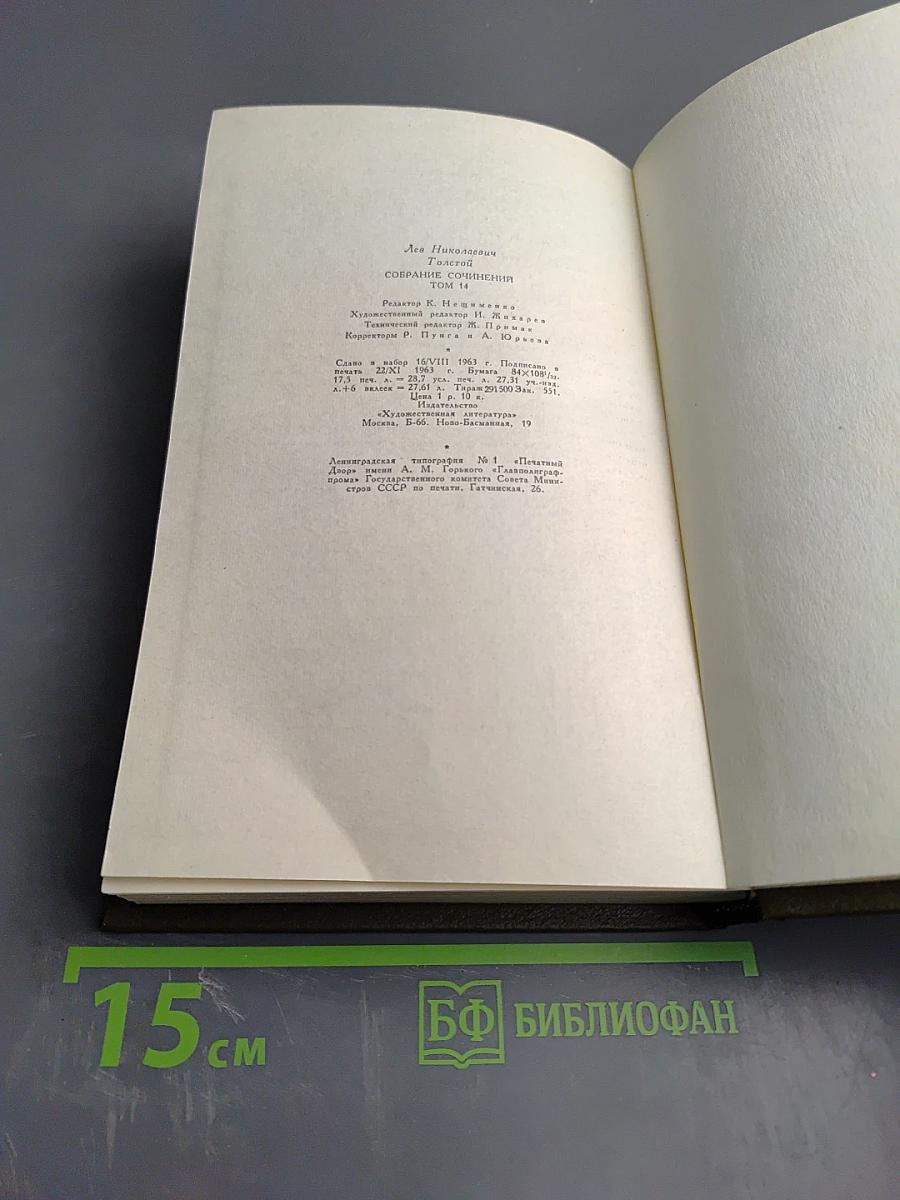 Лев Николаевич
Толстой
СОБРАНИЕ СОЧИНЕНИЙ
ТОМ 14
Редактор К. Нещименко
Художественный редактор И. Жихарев
Технический редактор Ж. Примак
Корректоры Р. Пунга и А. Юрьева
*
Сдано в набор 16/VIII 1963 г. Подписано в
печать 22/XI 1963 г. Бумага 84×108¹/₃₂.
17,5 печ. л. = 28,7 усл. печ. л. 27,31 уч.-изд.
л.+6 вклеек = 27,61 л. Тираж 291500 Зак. 551.
Цена 1 р. 10 к.
Издательство
«Художественная литература»
Москва, Б-66. Ново-Басманная, 19
*
Ленинградская типография № 1 «Печатный
Двор» имени А. М. Горького «Главполиграф-
прома» Государственного комитета Совета Мини-
стров СССР по печати, Гатчинская, 26.
15 см
БФ БИБЛИОФАН